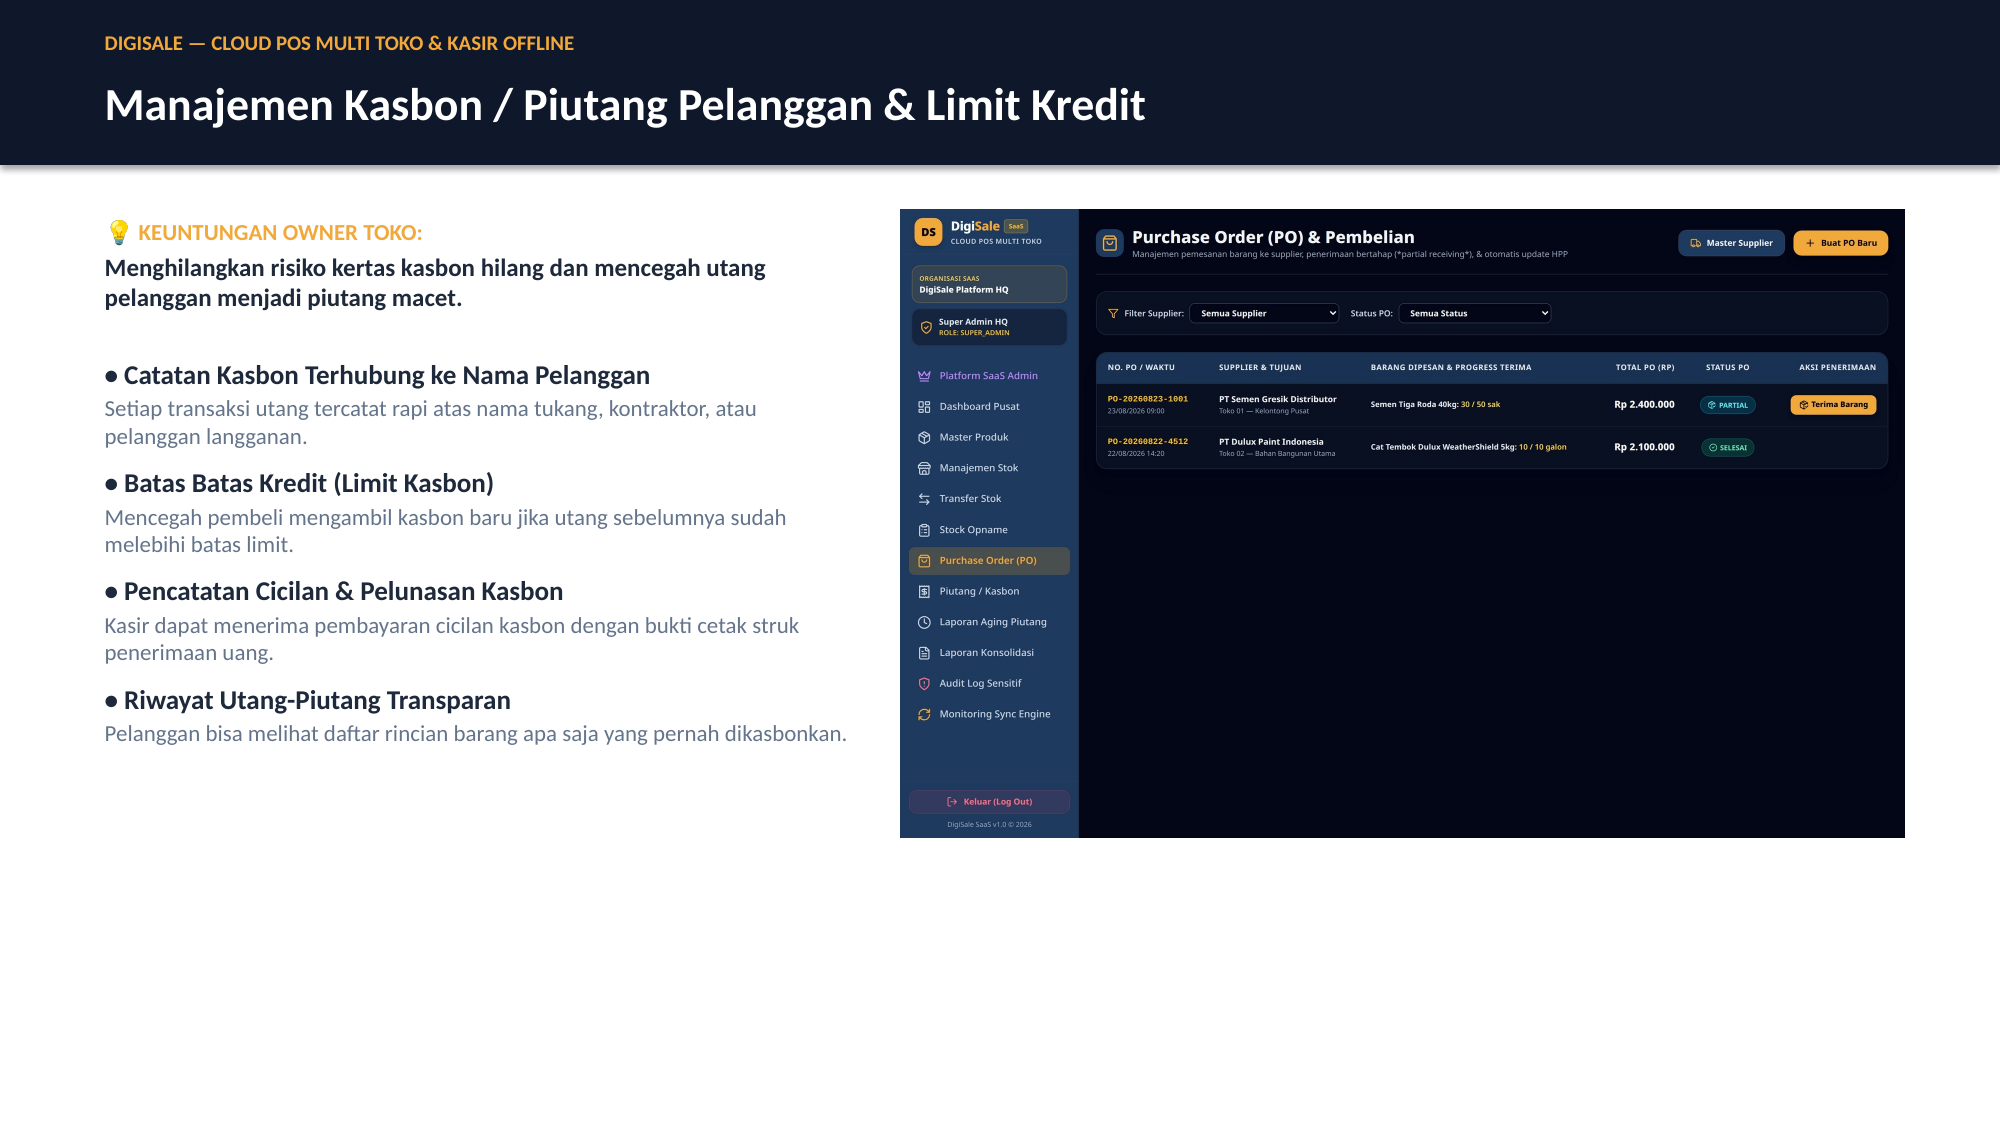 DIGISALE — CLOUD POS MULTI TOKO & KASIR OFFLINE
Manajemen Kasbon / Piutang Pelanggan & Limit Kredit
💡 KEUNTUNGAN OWNER TOKO:
Menghilangkan risiko kertas kasbon hilang dan mencegah utang
pelanggan menjadi piutang macet.
● Catatan Kasbon Terhubung ke Nama Pelanggan
Setiap transaksi utang tercatat rapi atas nama tukang, kontraktor, atau
pelanggan langganan.
● Batas Batas Kredit (Limit Kasbon)
Mencegah pembeli mengambil kasbon baru jika utang sebelumnya sudah
melebihi batas limit.
● Pencatatan Cicilan & Pelunasan Kasbon
Kasir dapat menerima pembayaran cicilan kasbon dengan bukti cetak struk
penerimaan uang.
● Riwayat Utang-Piutang Transparan
Pelanggan bisa melihat daftar rincian barang apa saja yang pernah dikasbonkan.
DS
DigiSale SaaS
CLOUD POS MULTI TOKO
ORGANISASI SAAS
DigiSale Platform HQ
Super Admin HQ
ROLE: SUPER_ADMIN
Platform SaaS Admin
Dashboard Pusat
Master Produk
Manajemen Stok
Transfer Stok
Stock Opname
Purchase Order (PO)
Piutang / Kasbon
Laporan Aging Piutang
Laporan Konsolidasi
Audit Log Sensitif
Monitoring Sync Engine
Keluar (Log Out)
DigiSale SaaS v1.0 © 2026
Purchase Order (PO) & Pembelian
Manajemen pemesanan barang ke supplier, penerimaan bertahap (*partial receiving*), & otomatis update HPP
Master Supplier
+ Buat PO Baru
Filter Supplier: Semua Supplier Status PO: Semua Status
NO. PO / WAKTU SUPPLIER & TUJUAN BARANG DIPESAN & PROGRESS TERIMA TOTAL PO (RP) STATUS PO AKSI PENERIMAAN
PO-20260823-1001 PT Semen Gresik Distributor Semen Tiga Roda 40kg: 30 / 50 sak Rp 2.400.000 PARTIAL Terima Barang
23/08/2026 09:00 Toko 01 — Kelontong Pusat
PO-20260822-4512 PT Dulux Paint Indonesia Cat Tembok Dulux WeatherShield 5kg: 10 / 10 galon Rp 2.100.000 SELESAI
22/08/2026 14:20 Toko 02 — Bahan Bangunan Utama